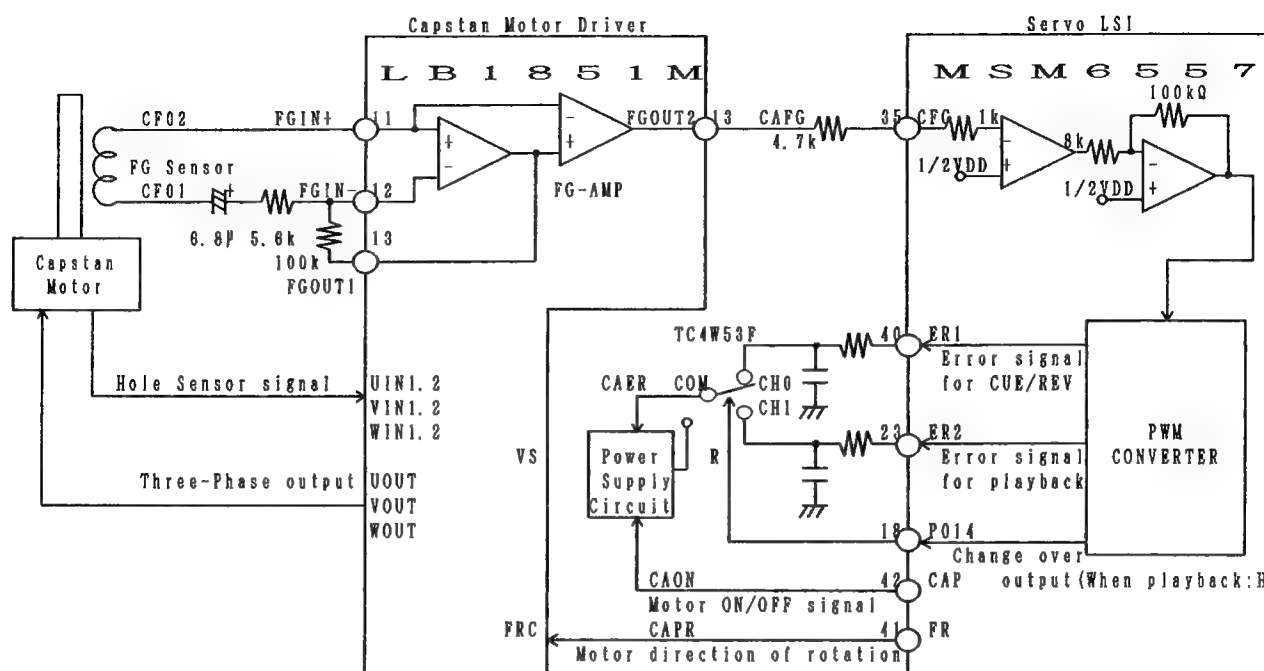 Capstan Motor Driver
Servo LSI
LB1851M
MSM6557
100kΩ
CF02
FGIN+
11
FGOUT2
13
CAFG
4.7k
35
CFG
1k
8k
1/2VDD
1/2VDD
FG Sensor
CF01
+
FGIN-
12
FG-AMP
6.8μ
5.6k
100k
13
FGOUT1
Capstan
Motor
TC4W53F
40
ER1
Error signal
for CUE/REV
Hole Sensor signal
UIN1.2
VIN1.2
WIN1.2
CAER
COM
CH0
CH1
23
ER2
Error signal
for playback
PWM
CONVERTER
VS
Power
Supply
Circuit
R
Three-Phase output
UOUT
VOUT
WOUT
18
PO14
Change over
output(When playback:H
CAON
42
CAP
Motor ON/OFF signal
FRC
CAPR
41
FR
Motor direction of rotation